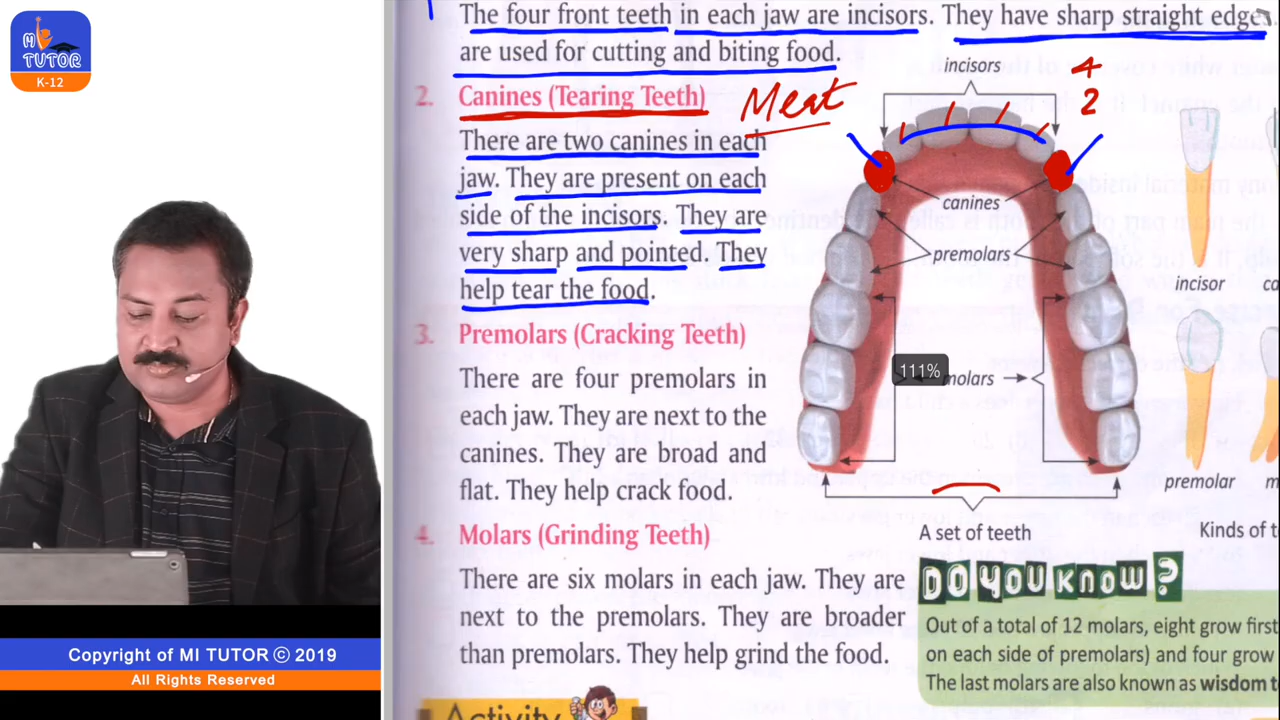 MI
TUTOR
K-12
The four front teeth in each jaw are incisors. They have sharp straight edge
are used for cutting and biting food.
2. Canines (Tearing Teeth)
Meat
There are two canines in each
jaw. They are present on each
side of the incisors. They are
very sharp and pointed. They
help tear the food.
3. Premolars (Cracking Teeth)
There are four premolars in
each jaw. They are next to the
canines. They are broad and
flat. They help crack food.
4. Molars (Grinding Teeth)
There are six molars in each jaw. They are
next to the premolars. They are broader
than premolars. They help grind the food.
Activity
incisors
4
2
canines
premolars
111%
molars
A set of teeth
incisor
ca
premolar
m
Kinds of t
DO YOU KNOW?
Out of a total of 12 molars, eight grow first
on each side of premolars) and four grow
The last molars are also known as wisdom t
Copyright of MI TUTOR © 2019
All Rights Reserved